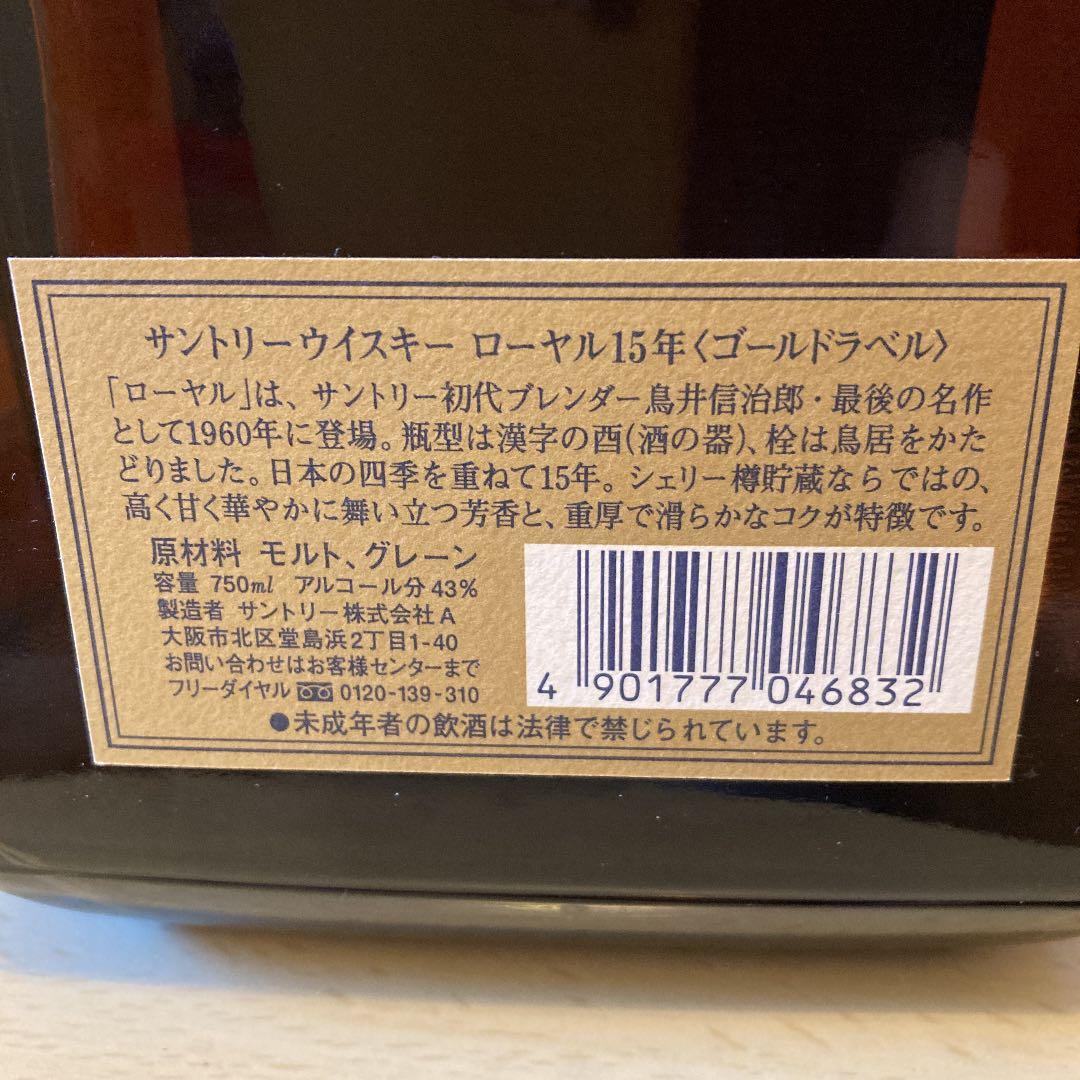 サントリーウイスキー ローヤル15年〈ゴールドラベル〉
「ローヤル」は、サントリー初代ブレンダー鳥井信治郎・最後の名作
として1960年に登場。瓶型は漢字の酉(酒の器)、栓は鳥居をかた
どりました。日本の四季を重ねて15年。シェリー樽貯蔵ならではの、
高く甘く華やかに舞い立つ芳香と、重厚で滑らかなコクが特徴です。
原材料 モルト、グレーン
容量 750ml アルコール分 43%
製造者 サントリー株式会社A
大阪市北区堂島浜2丁目1-40
お問い合わせはお客様センターまで
フリーダイヤル 0120-139-310
4 901777 046832
●未成年者の飲酒は法律で禁じられています。